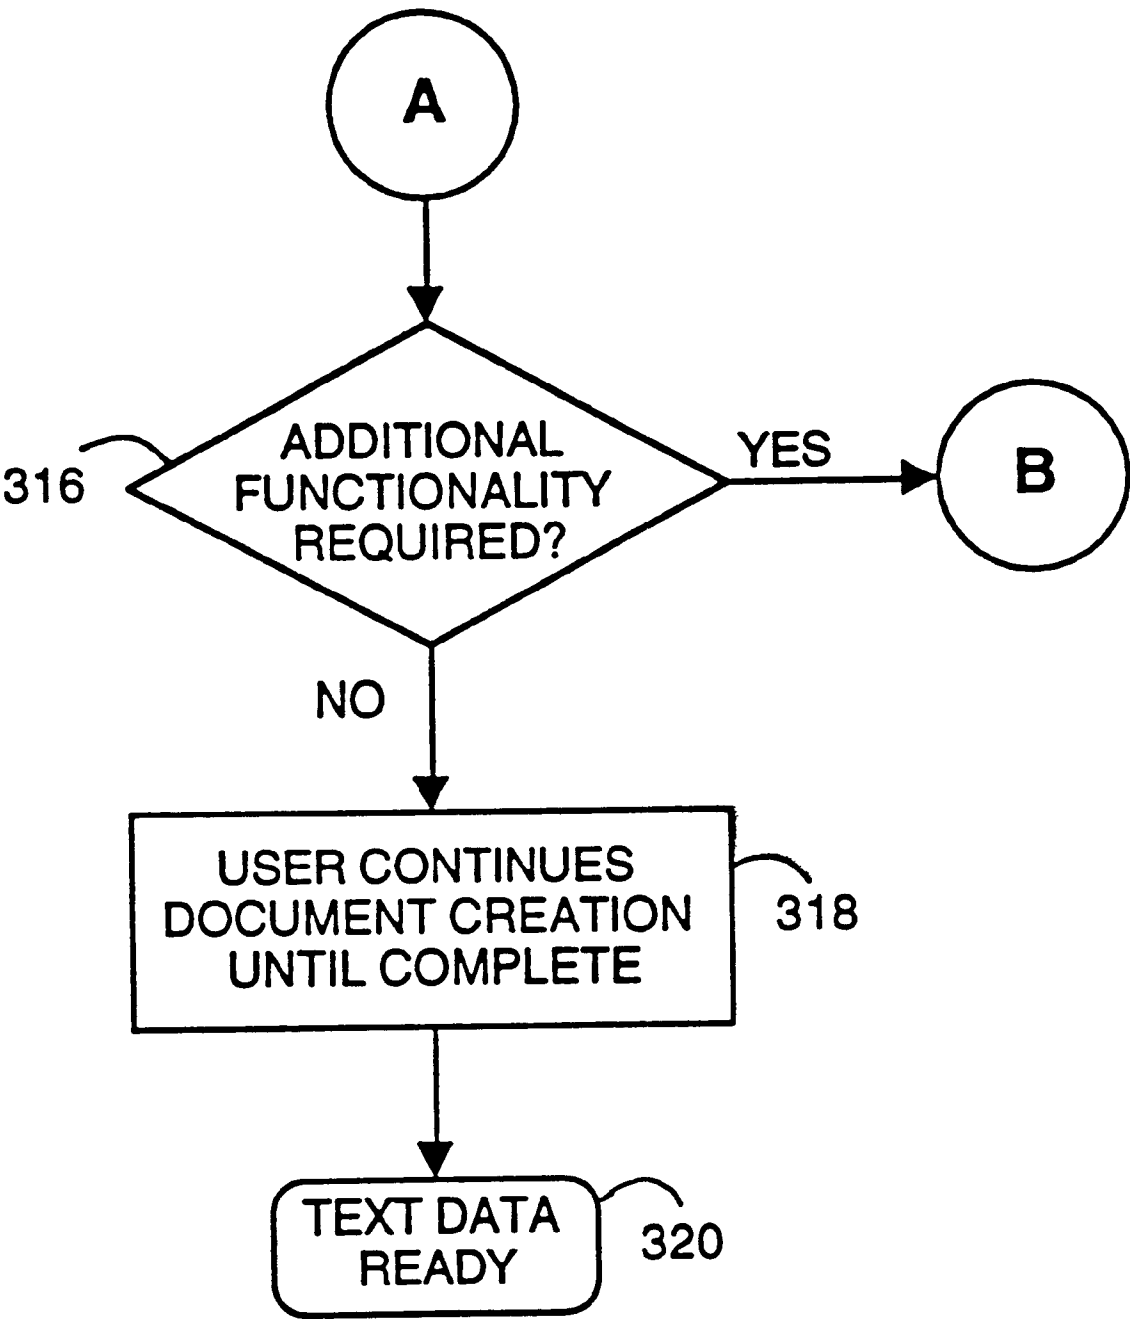 A
ADDITIONAL
FUNCTIONALITY
REQUIRED?
316
YES
B
NO
USER CONTINUES
DOCUMENT CREATION
UNTIL COMPLETE
318
TEXT DATA
READY
320